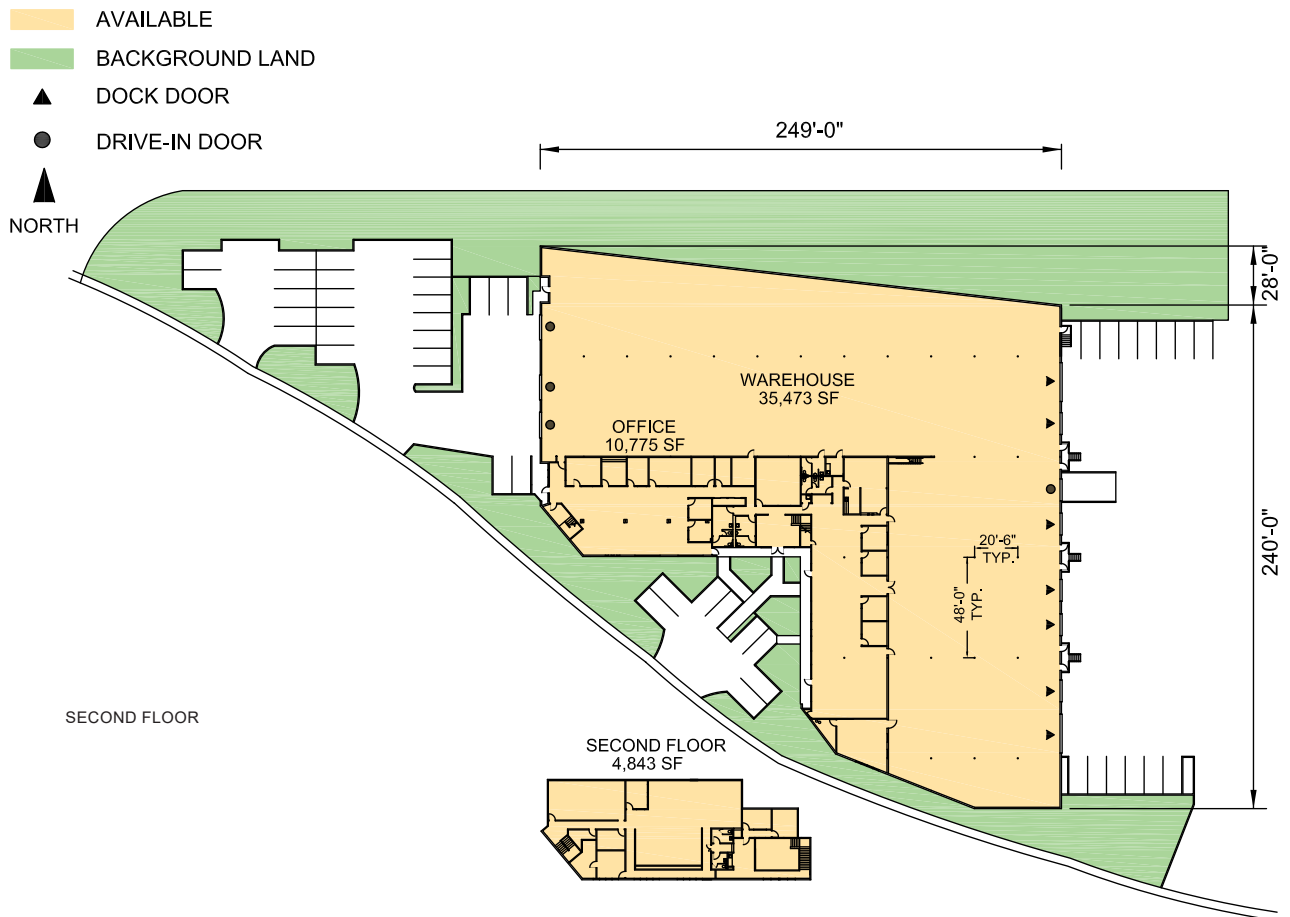 AVAILABLE
BACKGROUND LAND
DOCK DOOR
DRIVE-IN DOOR
NORTH
249'-0"
28'-0"
WAREHOUSE
35,473 SF
OFFICE
10,775 SF
20'-6"
TYP.
48'-0"
TYP.
240'-0"
SECOND FLOOR
SECOND FLOOR
4,843 SF